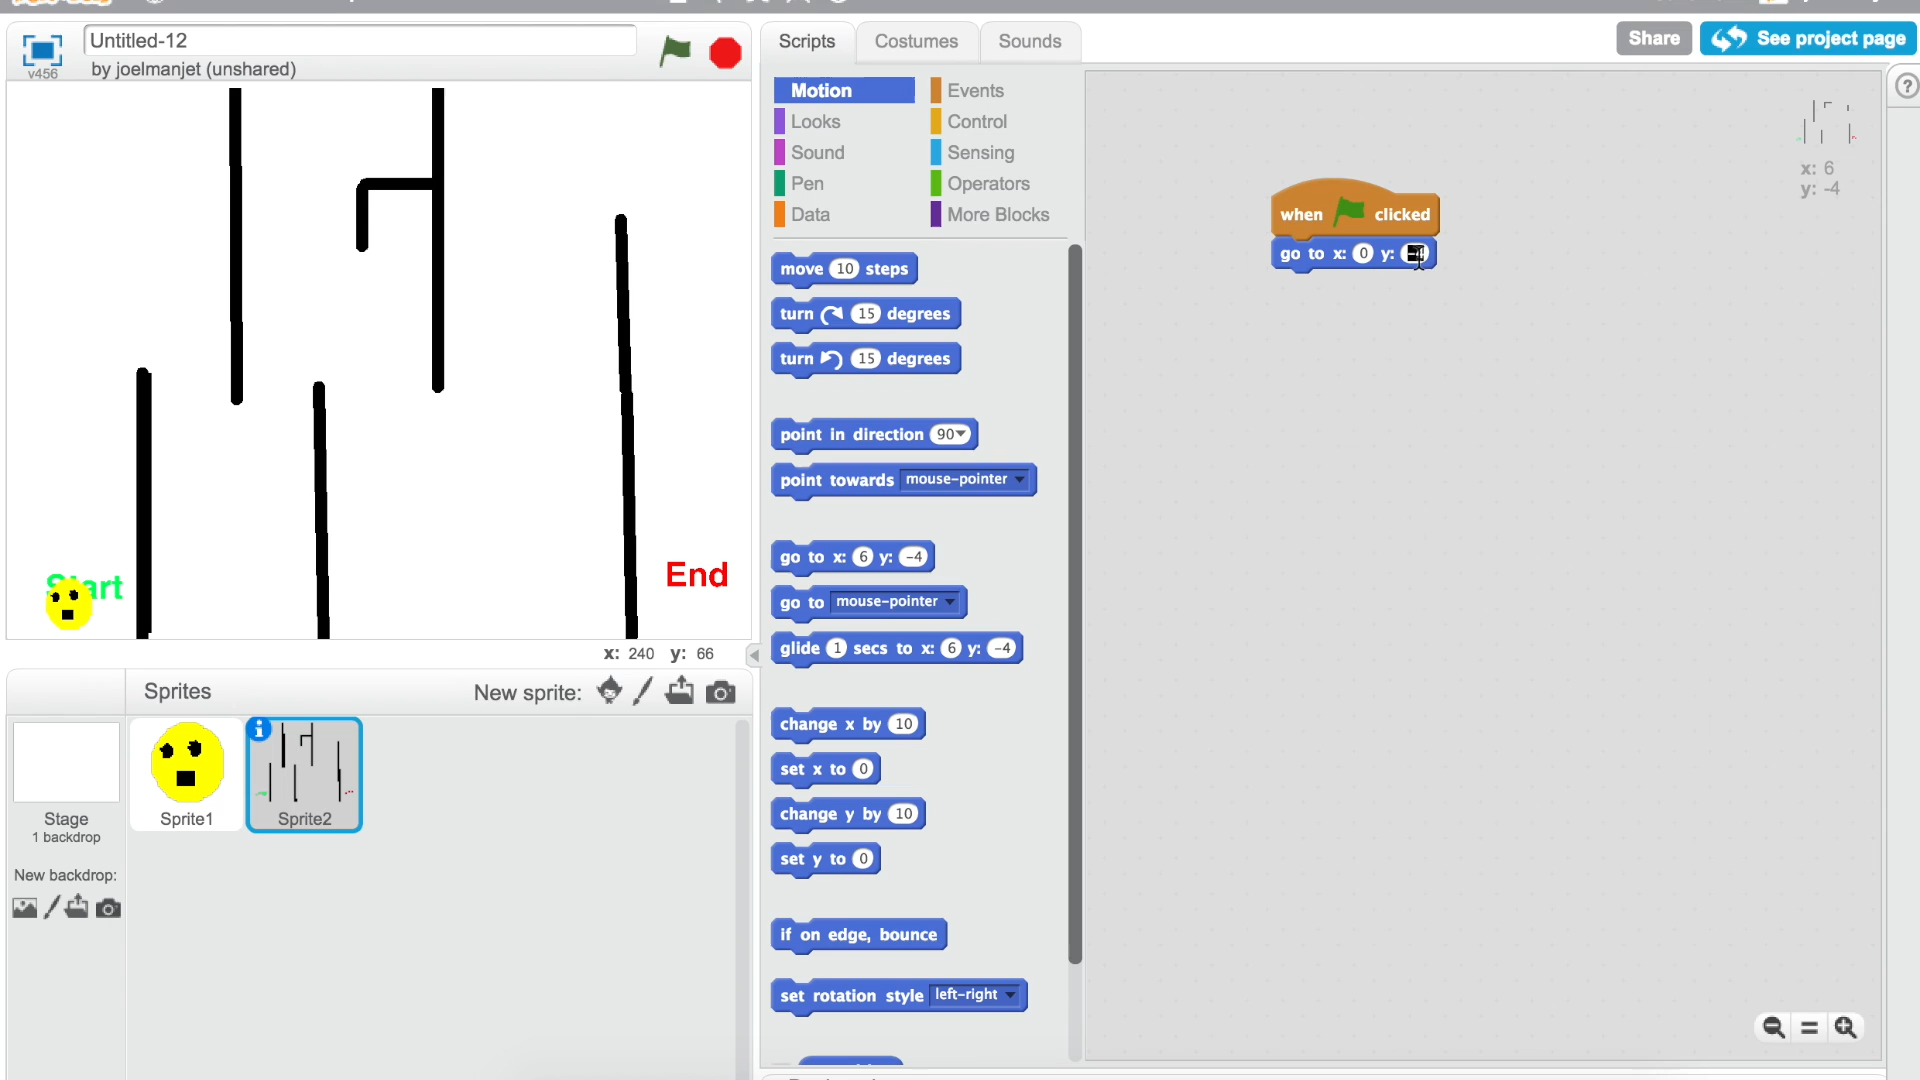 Untitled-12
by joelmanjet (unshared)
v456
Scripts
Costumes
Sounds
Share
See project page
?
Motion
Events
Looks
Control
Sound
Sensing
Pen
Operators
Data
More Blocks
move 10 steps
turn 15 degrees
turn 15 degrees
point in direction 90
point towards mouse-pointer
go to x: 6 y: -4
go to mouse-pointer
glide 1 secs to x: 6 y: -4
change x by 10
set x to 0
change y by 10
set y to 0
if on edge, bounce
set rotation style left-right
when clicked
go to x: 0 y:
x: 6
y: -4
Start
End
x: 240 y: 66
Sprites
New sprite:
Stage
1 backdrop
New backdrop:
Sprite1
Sprite2